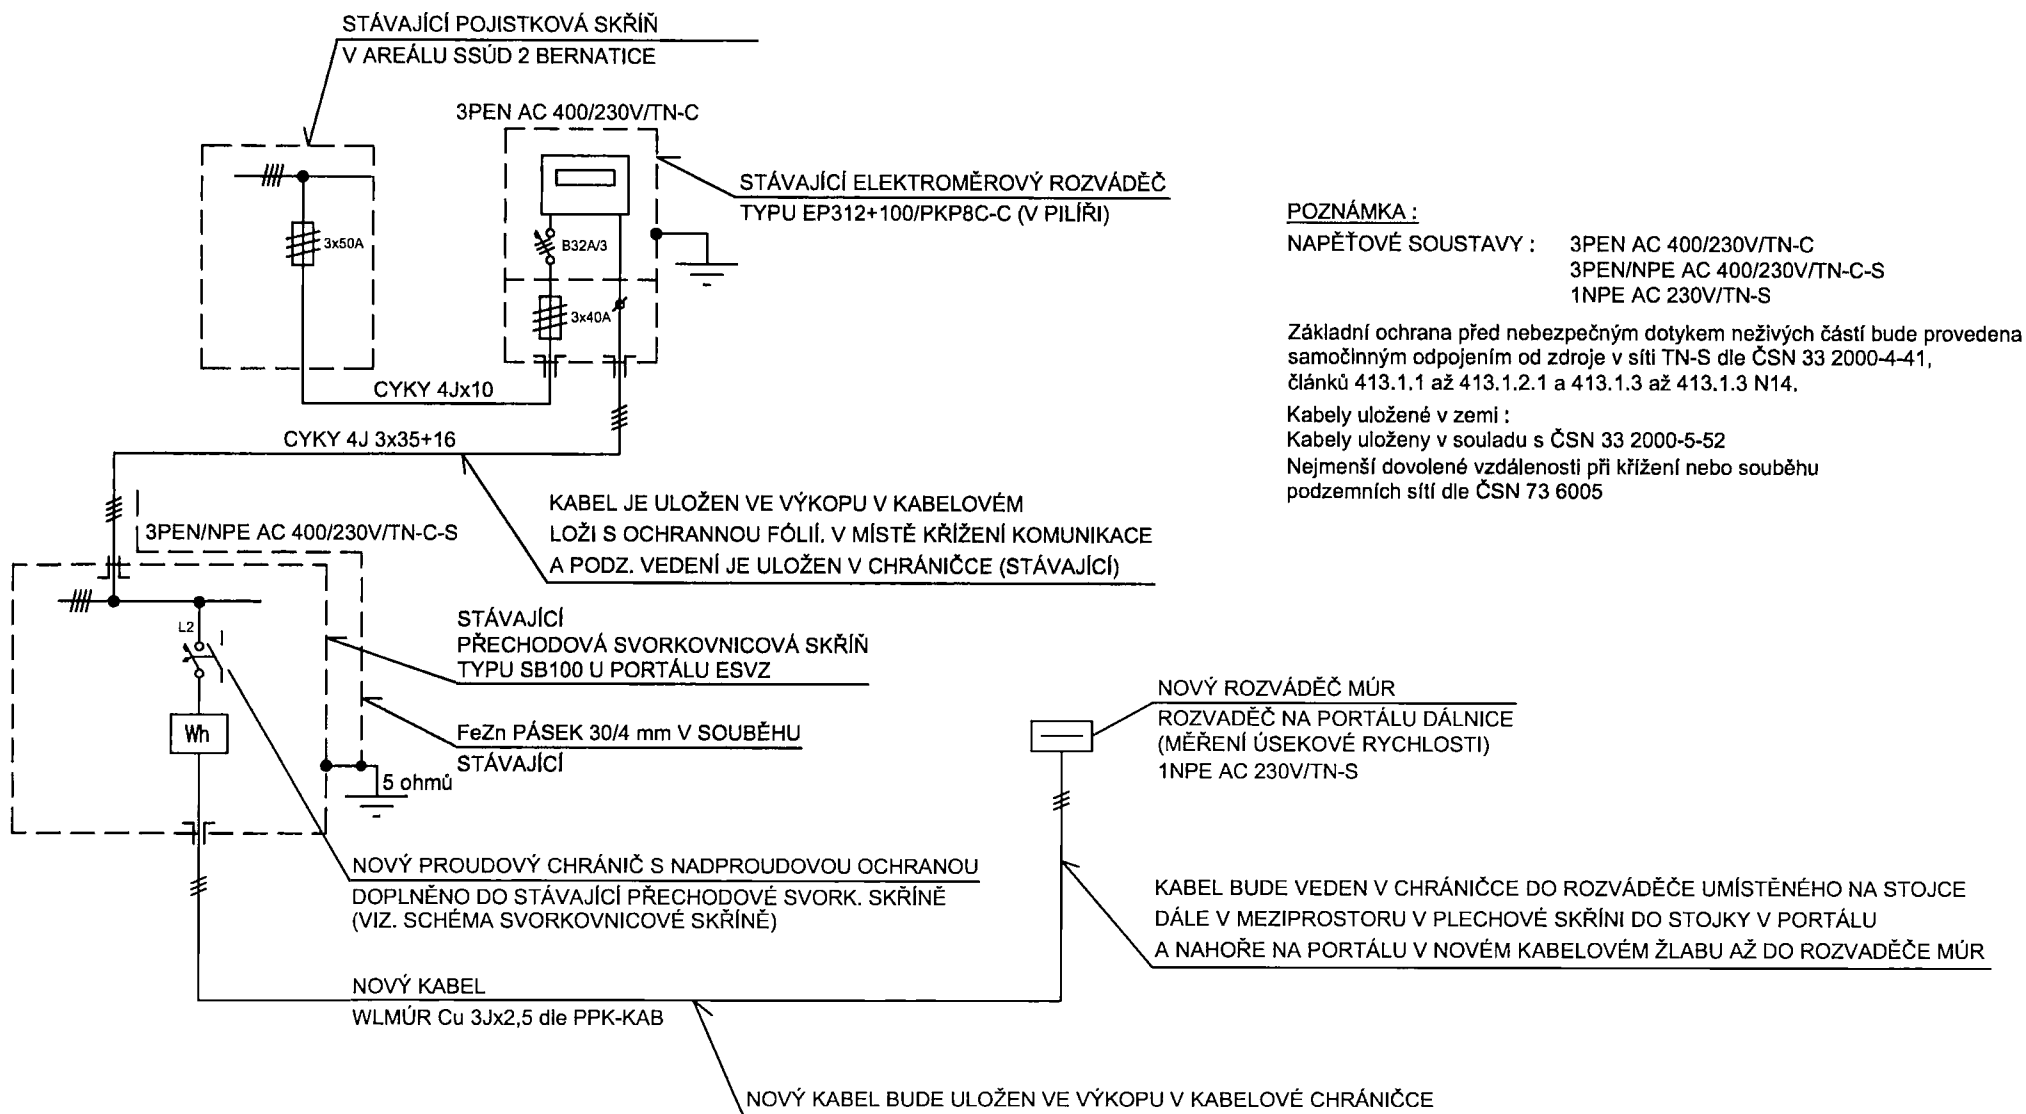 STÁVAJÍCÍ POJISTKOVÁ SKŘÍŇ
V AREÁLU SSÚD 2 BERNATICE
3PEN AC 400/230V/TN-C
STÁVAJÍCÍ ELEKTROMĚROVÝ ROZVÁDĚČ
TYPU EP312+100/PKP8C-C (V PILÍŘI)
3x50A
B32A/3
3x40A
CYKY 4Jx10
CYKY 4J 3x35+16
POZNÁMKA :
NAPĚŤOVÉ SOUSTAVY : 3PEN AC 400/230V/TN-C
3PEN/NPE AC 400/230V/TN-C-S
1NPE AC 230V/TN-S
Základní ochrana před nebezpečným dotykem neživých částí bude provedena
samočinným odpojením od zdroje v síti TN-S dle ČSN 33 2000-4-41,
článků 413.1.1 až 413.1.2.1 a 413.1.3 až 413.1.3 N14.
Kabely uložené v zemi :
Kabely uloženy v souladu s ČSN 33 2000-5-52
Nejmenší dovolené vzdálenosti při křížení nebo souběhu
podzemních sítí dle ČSN 73 6005
KABEL JE ULOŽEN VE VÝKOPU V KABELOVÉM
LOŽI S OCHRANNOU FÓLIÍ. V MÍSTĚ KŘÍŽENÍ KOMUNIKACE
A PODZ. VEDENÍ JE ULOŽEN V CHRÁNIČCE (STÁVAJÍCÍ)
3PEN/NPE AC 400/230V/TN-C-S
L2
Wh
STÁVAJÍCÍ
PŘECHODOVÁ SVORKOVNICOVÁ SKŘÍŇ
TYPU SB100 U PORTÁLU ESVZ
FeZn PÁSEK 30/4 mm V SOUBĚHU
STÁVAJÍCÍ
5 ohmů
NOVÝ ROZVÁDĚČ MÚR
ROZVADĚČ NA PORTÁLU DÁLNICE
(MĚŘENÍ ÚSEKOVÉ RYCHLOSTI)
1NPE AC 230V/TN-S
NOVÝ PROUDOVÝ CHRÁNIČ S NADPROUDOVOU OCHRANOU
DOPLNĚNO DO STÁVAJÍCÍ PŘECHODOVÉ SVORK. SKŘÍNĚ
(VIZ. SCHÉMA SVORKOVNICOVÉ SKŘÍNĚ)
KABEL BUDE VEDEN V CHRÁNIČCE DO ROZVÁDĚČE UMÍSTĚNÉHO NA STOJCE
DÁLE V MEZIPROSTORU V PLECHOVÉ SKŘÍNI DO STOJKY V PORTÁLU
A NAHOŘE NA PORTÁLU V NOVÉM KABELOVÉM ŽLABU AŽ DO ROZVADĚČE MÚR
NOVÝ KABEL
WLMÚR Cu 3Jx2,5 dle PPK-KAB
NOVÝ KABEL BUDE ULOŽEN VE VÝKOPU V KABELOVÉ CHRÁNIČCE